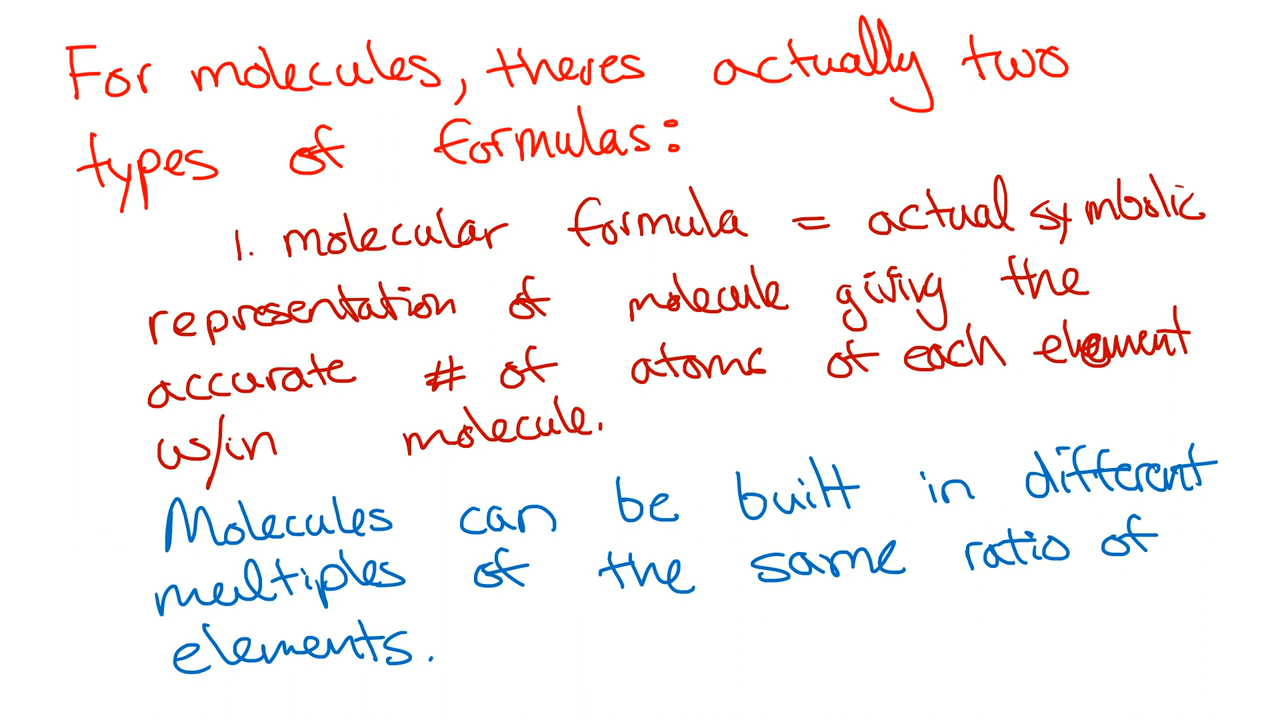 For molecules, theres actually two
types of formulas:
1. molecular formula = actual symbolic
representation of molecule giving the
accurate # of atoms of each element
w/in molecule.
Molecules can be built in different
multiples of the same ratio of
elements.